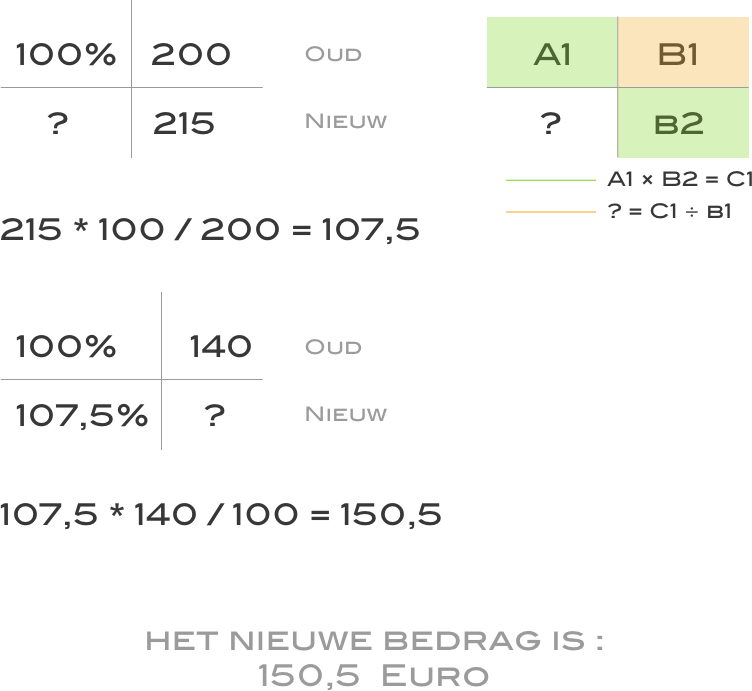 100% 200 Oud
? 215 Nieuw
A1 B1
? B2
A1 × B2 = C1
? = C1 ÷ B1
215 * 100 / 200 = 107,5
100% 140 Oud
107,5% ? Nieuw
107,5 * 140 / 100 = 150,5
HET NIEUWE BEDRAG IS :
150,5 Euro